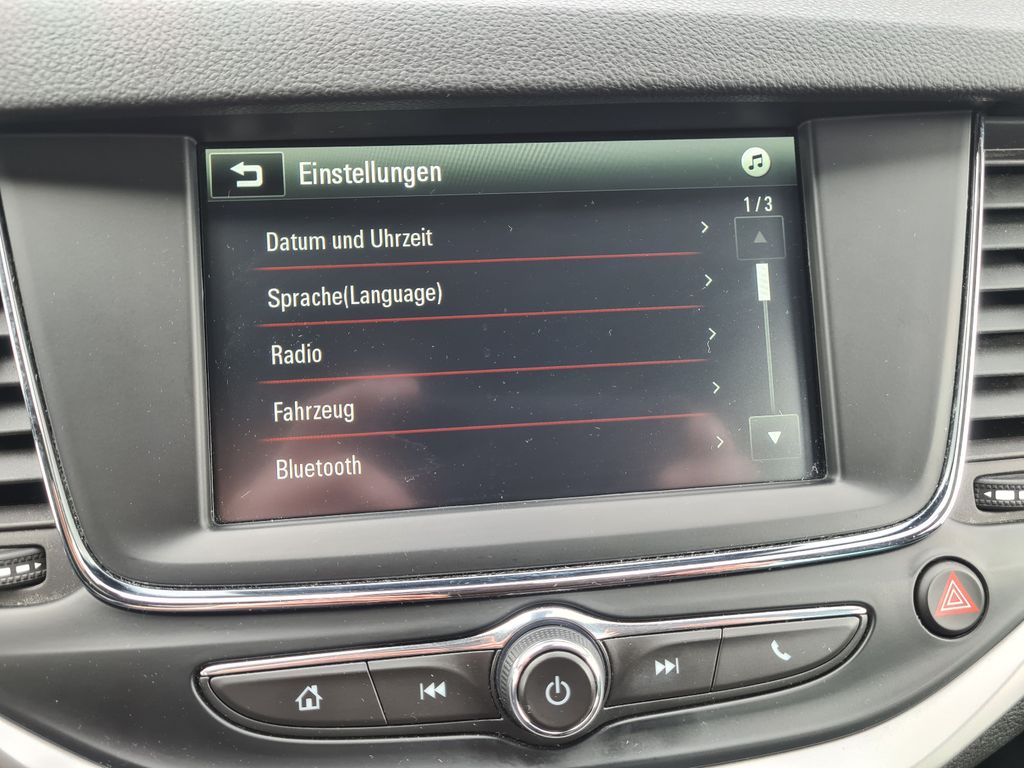 Einstellungen
1/3
Datum und Uhrzeit
Sprache(Language)
Radio
Fahrzeug
Bluetooth